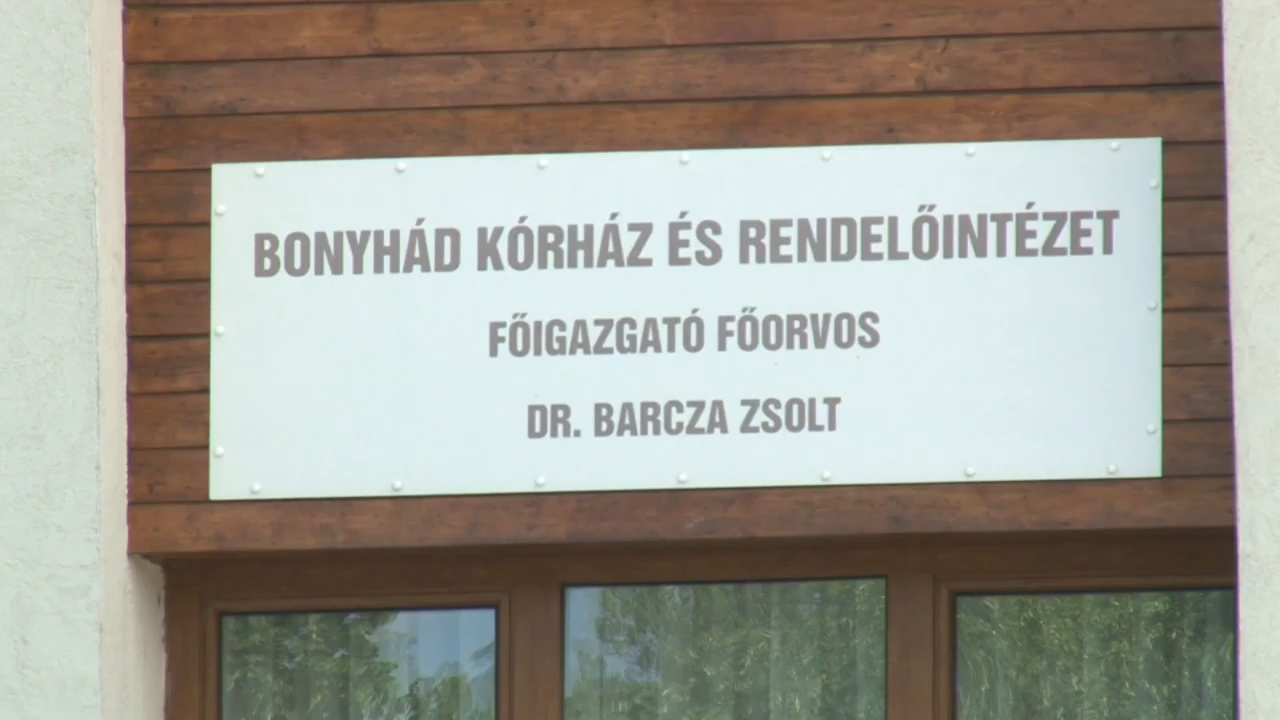 BONYHÁD KÓRHÁZ ÉS RENDELŐINTÉZET
FŐIGAZGATÓ FŐORVOS
DR. BARCZA ZSOLT